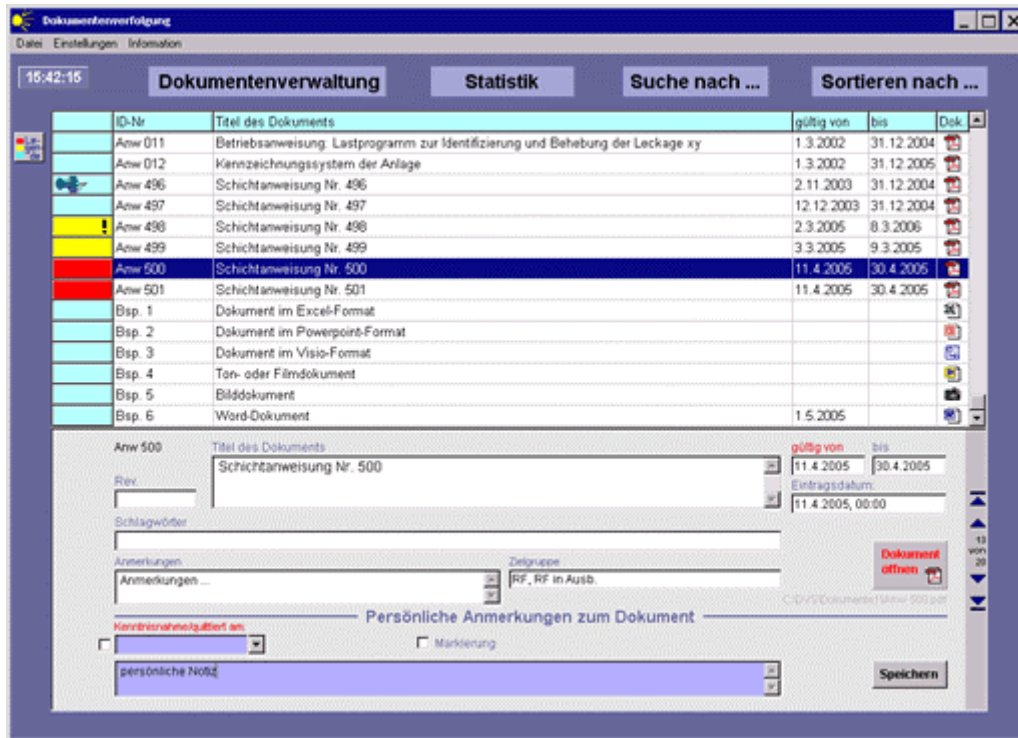 Dokumentenverfolgung
Datei Einstellungen Information
15:42:15 Dokumentenverwaltung Statistik Suche nach ... Sortieren nach ...
ID-Nr Titel des Dokuments gültig von bis Dok.
Anw 011 Betriebsanweisung: Lastprogramm zur Identifizierung und Behebung der Leckage xy 1.3.2002 31.12.2004
Anw 012 Kennzeichnungssystem der Anlage 1.3.2002 31.12.2005
Anw 496 Schichtanweisung Nr. 496 2.11.2003 31.12.2004
Anw 497 Schichtanweisung Nr. 497 12.12.2003 31.12.2004
! Anw 498 Schichtanweisung Nr. 498 2.3.2005 8.3.2006
Anw 499 Schichtanweisung Nr. 499 3.3.2005 9.3.2005
Anw 500 Schichtanweisung Nr. 500 11.4.2005 30.4.2005
Anw 501 Schichtanweisung Nr. 501 11.4.2005 30.4.2005
Bsp. 1 Dokument im Excel-Format
Bsp. 2 Dokument im Powerpoint-Format
Bsp. 3 Dokument im Visio-Format
Bsp. 4 Ton- oder Filmdokument
Bsp. 5 Bilddokument
Bsp. 6 Word-Dokument 1.5.2005
Anw 500 Titel des Dokuments gültig von bis
Schichtanweisung Nr. 500 11.4.2005 30.4.2005
Rev. Eintragsdatum:
11.4.2005, 00:00
Schlagwörter
Anmerkungen Zielgruppe
Anmerkungen ... RF, RF in Ausb.
Dokument
öffnen
13
von
28
C:\DVS\Dokumente1\Anw 500.pdf
Persönliche Anmerkungen zum Dokument
Kenntnisnahme/quittiert am:
Markierung
persönliche Notiz
Speichern